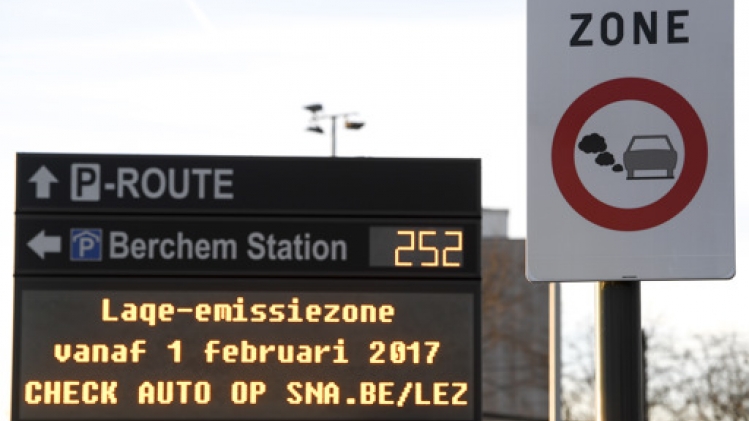 P-ROUTE
P Berchem Station 252
Laqe-emissiezone
vanaf 1 februari 2017
CHECK AUTO OP SNA.BE/LEZ
ZONE